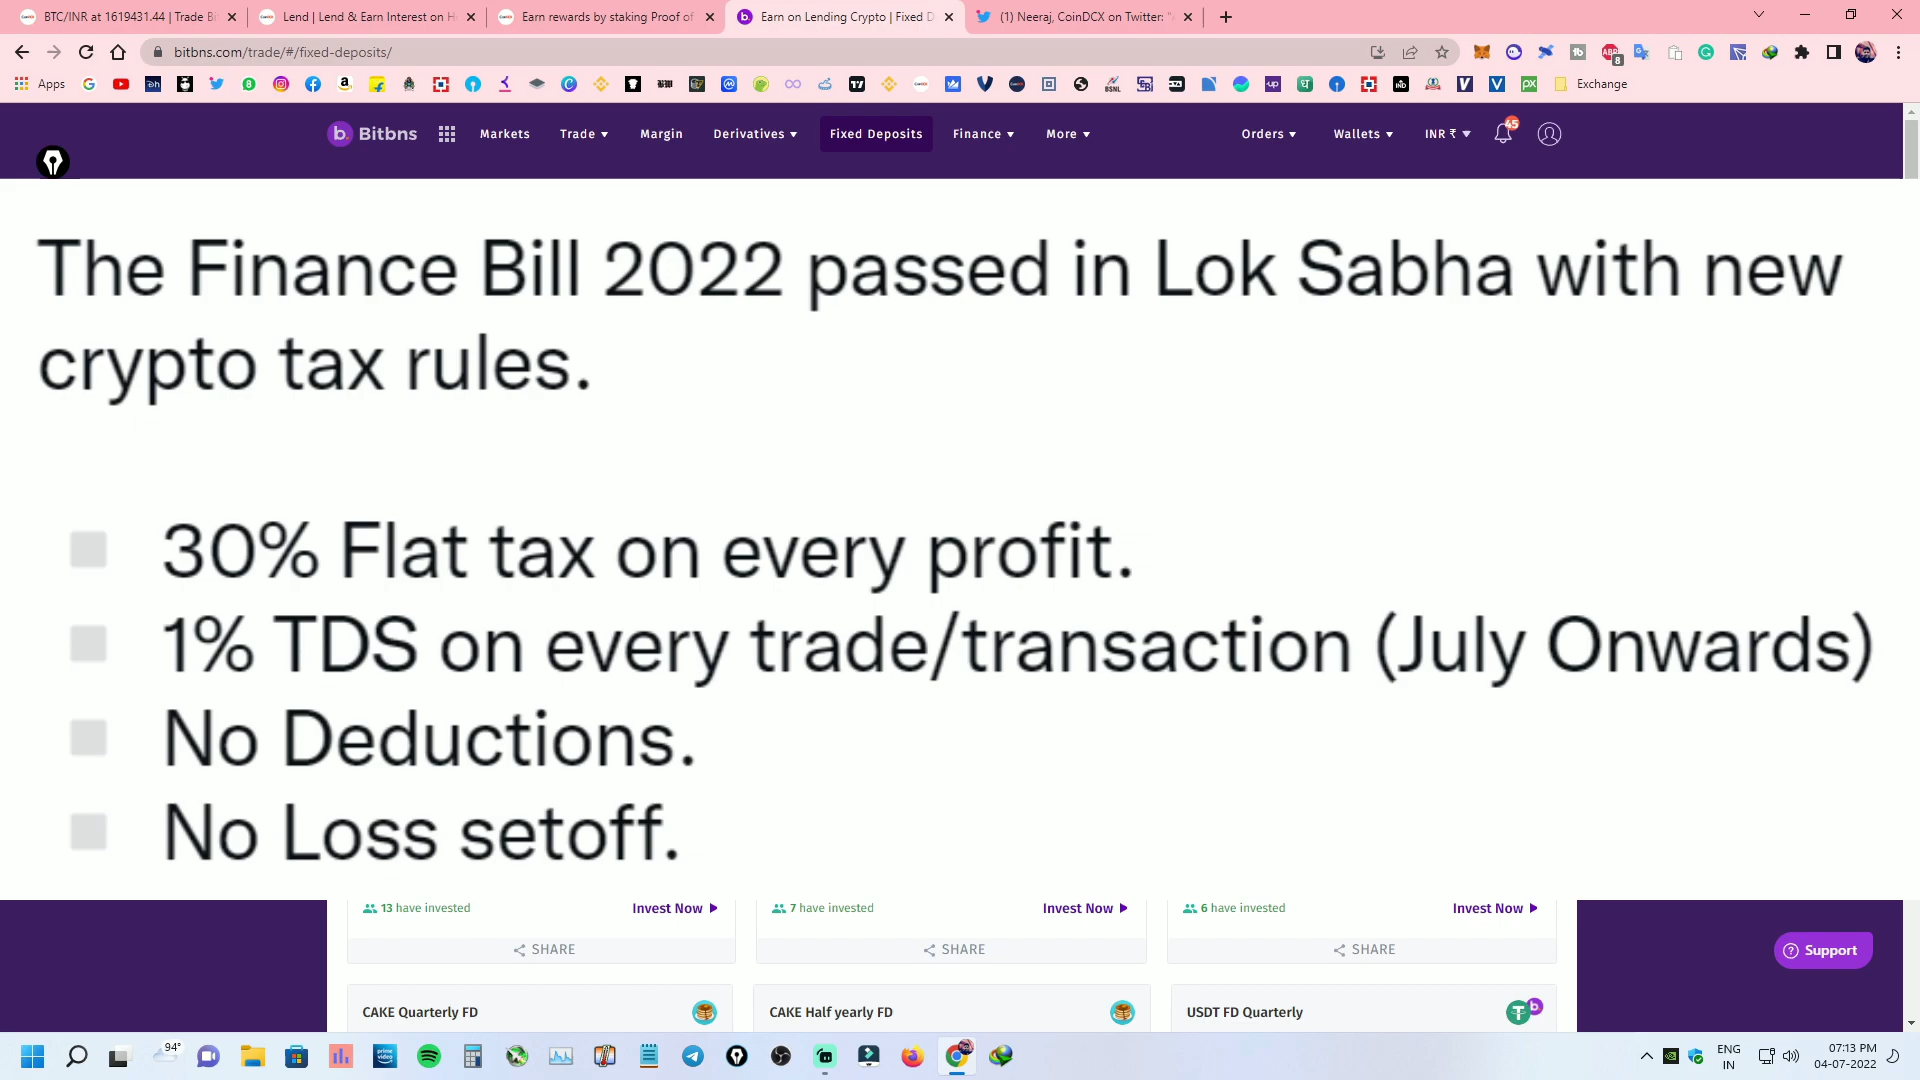 BTC/INR at 1619431.44 | Trade Bi
Lend | Lend & Earn Interest on H
Earn rewards by staking Proof of
Earn on Lending Crypto | Fixed D
(1) Neeraj, CoinDCX on Twitter: "
bitbns.com/trade/#/fixed-deposits/
Apps
Exchange
b. Bitbns
Markets
Trade
Margin
Derivatives
Fixed Deposits
Finance
More
Orders
Wallets
INR ₹
45
The Finance Bill 2022 passed in Lok Sabha with new
crypto tax rules.
30% Flat tax on every profit.
1% TDS on every trade/transaction (July Onwards)
No Deductions.
No Loss setoff.
13 have invested
Invest Now
7 have invested
Invest Now
6 have invested
Invest Now
SHARE
SHARE
SHARE
Support
CAKE Quarterly FD
CAKE Half yearly FD
USDT FD Quarterly
94°
ENG
IN
07:13 PM
04-07-2022